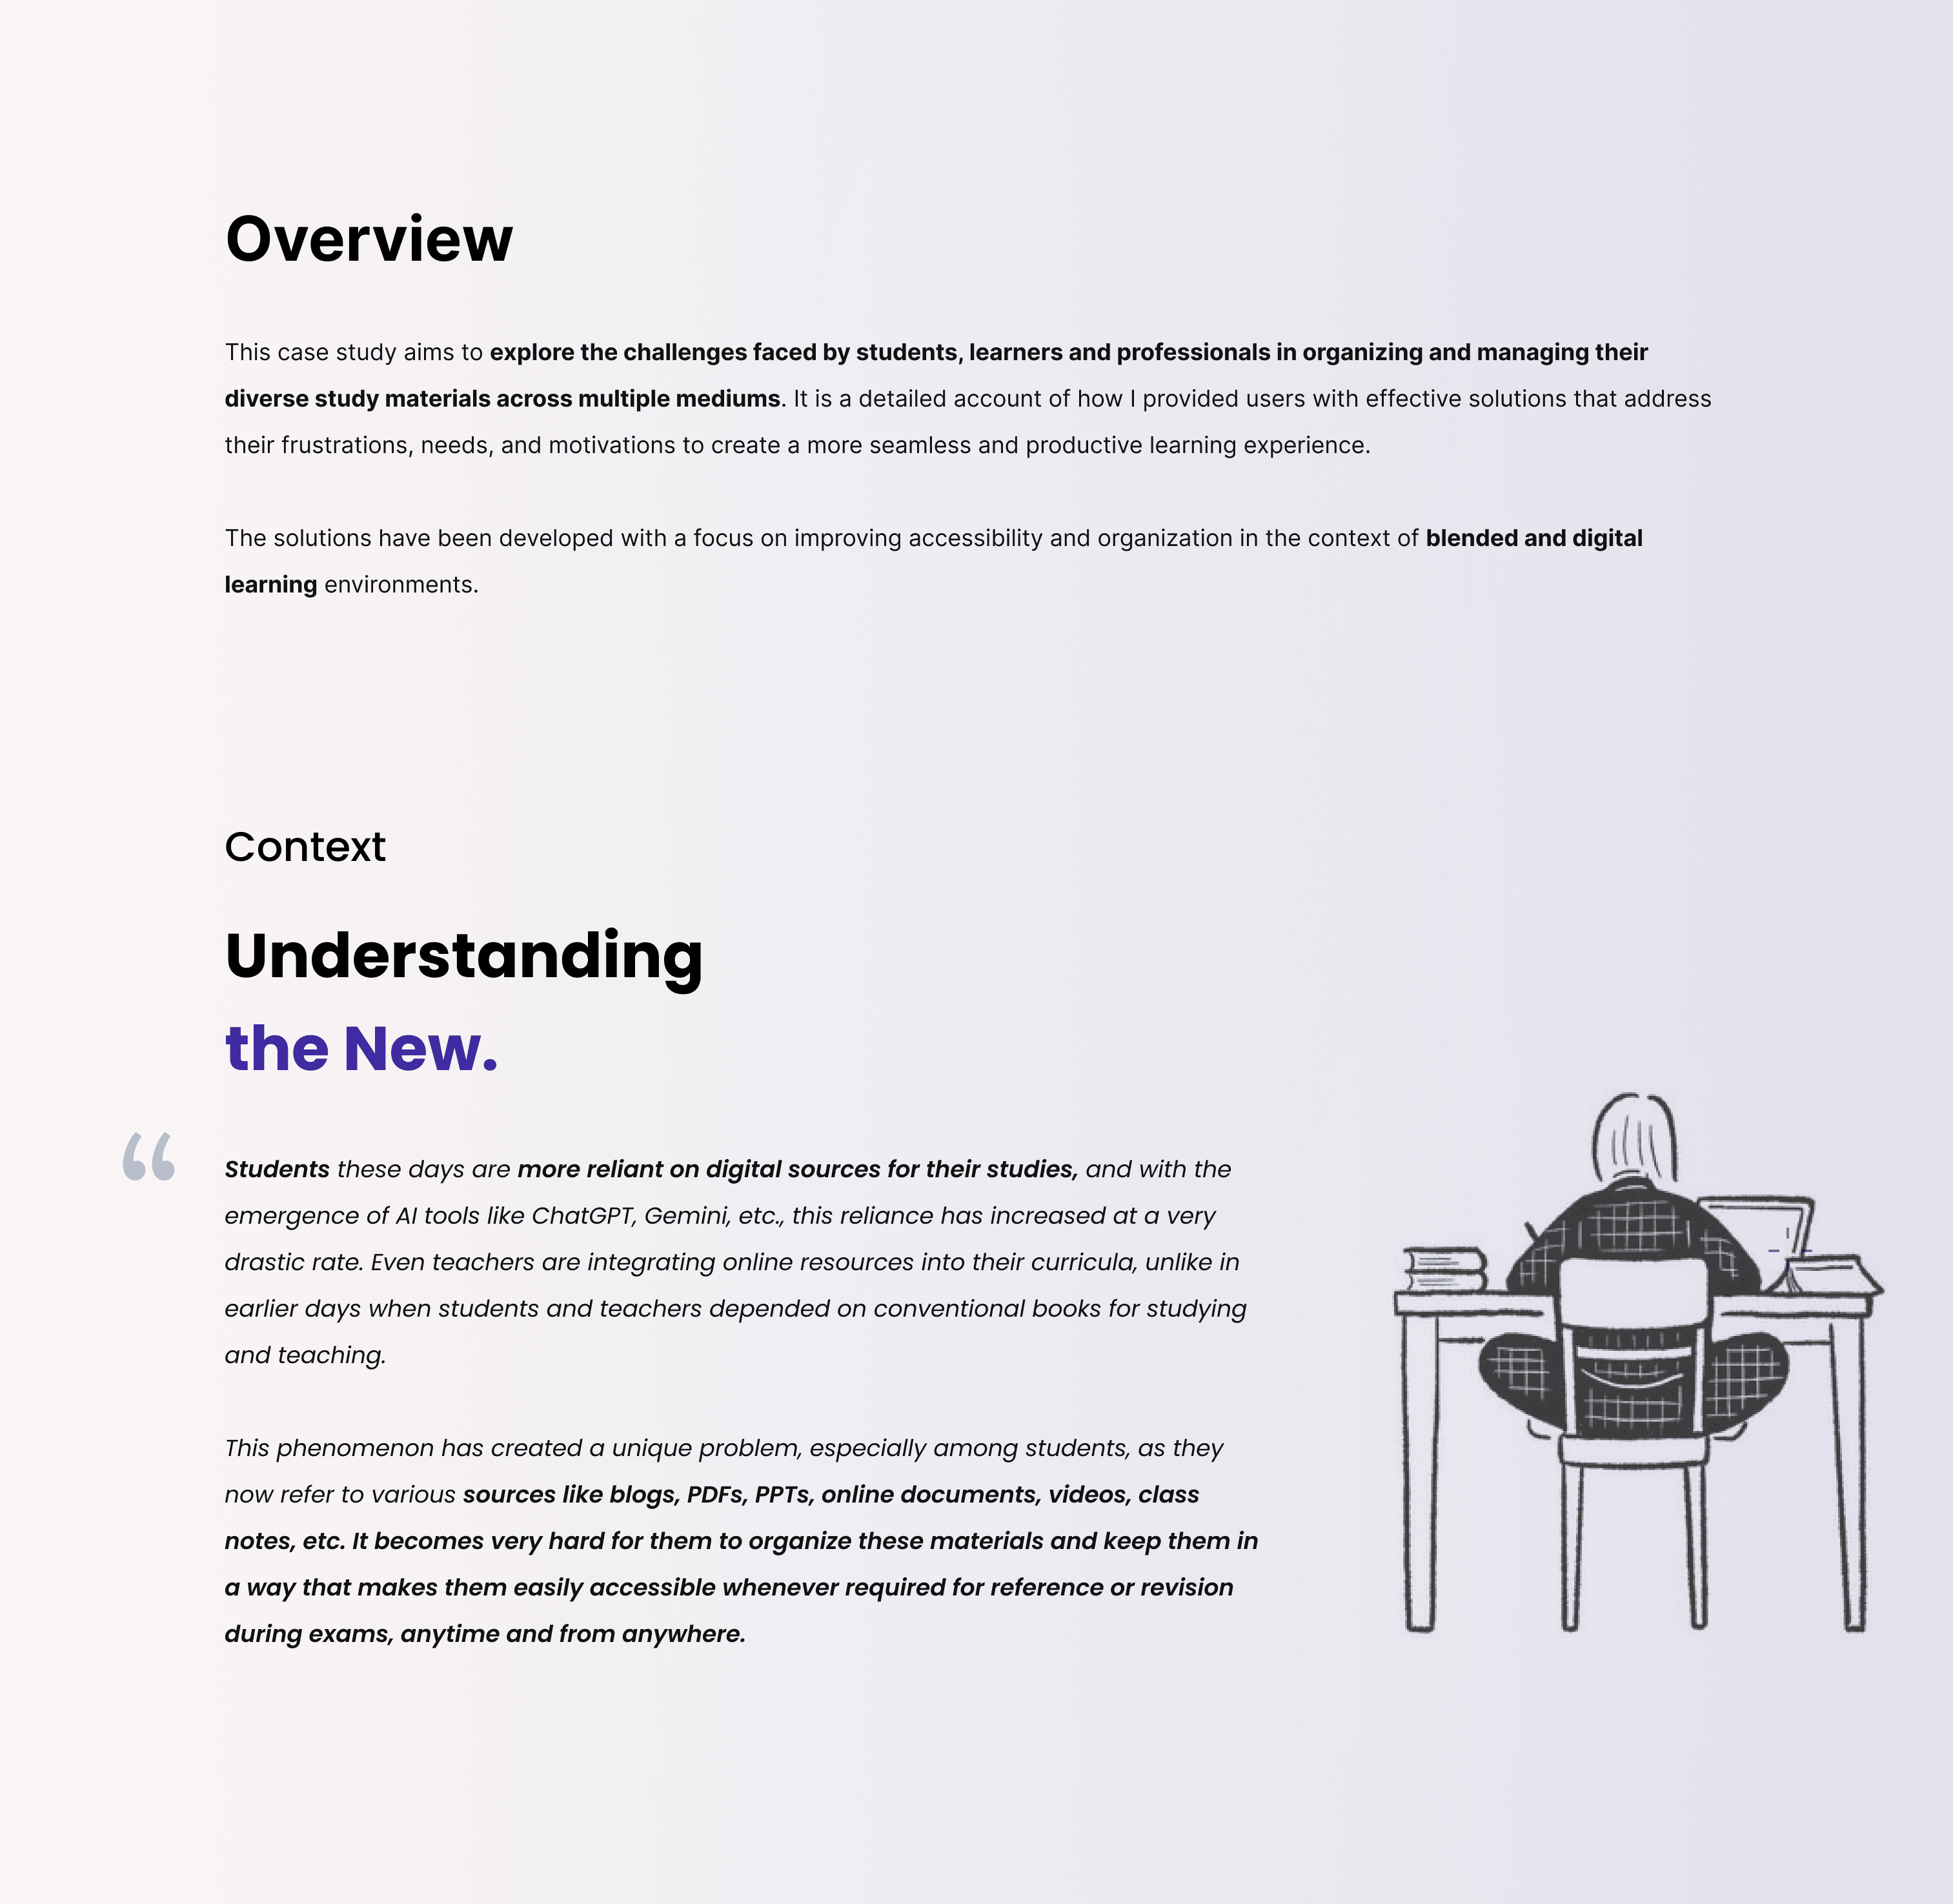 Overview
This case study aims to explore the challenges faced by students, learners and professionals in organizing and managing their
diverse study materials across multiple mediums. It is a detailed account of how I provided users with effective solutions that address
their frustrations, needs, and motivations to create a more seamless and productive learning experience.
The solutions have been developed with a focus on improving accessibility and organization in the context of blended and digital
learning environments.
Context
Understanding
the New.
“
Students these days are more reliant on digital sources for their studies, and with the
emergence of AI tools like ChatGPT, Gemini, etc., this reliance has increased at a very
drastic rate. Even teachers are integrating online resources into their curricula, unlike in
earlier days when students and teachers depended on conventional books for studying
and teaching.
This phenomenon has created a unique problem, especially among students, as they
now refer to various sources like blogs, PDFs, PPTs, online documents, videos, class
notes, etc. It becomes very hard for them to organize these materials and keep them in
a way that makes them easily accessible whenever required for reference or revision
during exams, anytime and from anywhere.